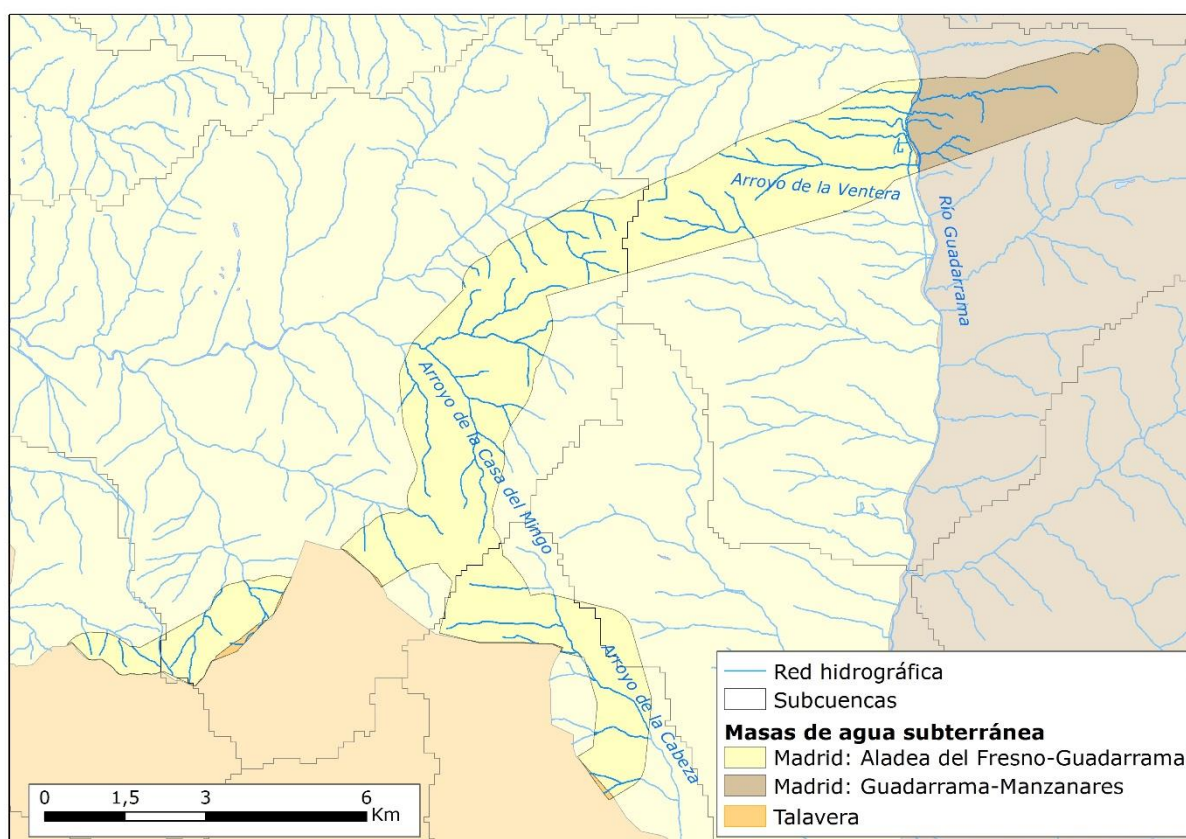 Arroyo de la Ventera
Río Guadarrama
Arroyo de la Casa del Mingo
Arroyo de la Cabeza
Red hidrográfica
Subcuencas
Masas de agua subterránea
Madrid: Aladea del Fresno-Guadarrama
Madrid: Guadarrama-Manzanares
Talavera
0 1,5 3 6
Km